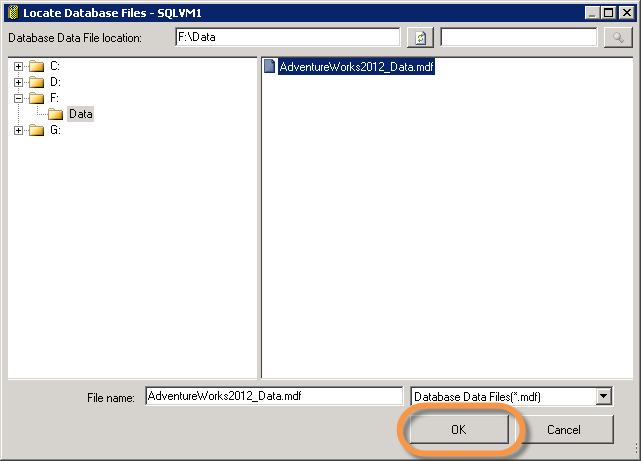 Locate Database Files - SQLVM1
Database Data File location: F:\Data
C:
D:
F:
Data
G:
AdventureWorks2012_Data.mdf
File name: AdventureWorks2012_Data.mdf Database Data Files(*.mdf)
OK Cancel